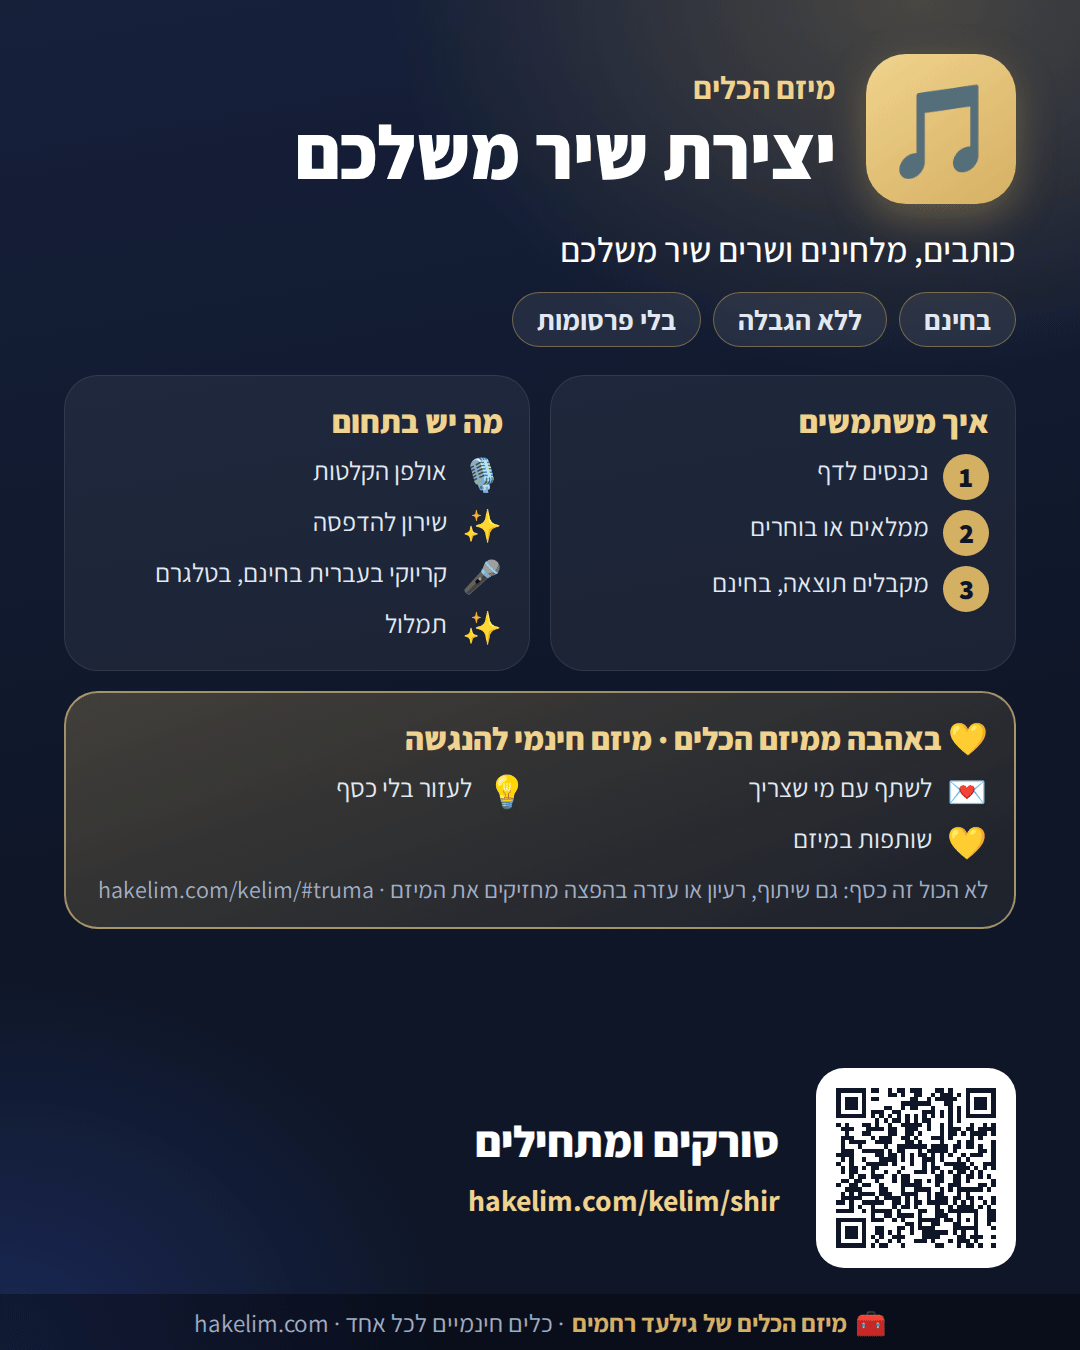 מיזם הכלים
יצירת שיר משלכם
כותבים, מלחינים ושרים שיר משלכם
בחינם
ללא הגבלה
בלי פרסומות
איך משתמשים
1 נכנסים לדף
2 ממלאים או בוחרים
3 מקבלים תוצאה, בחינם
מה יש בתחום
אולפן הקלטות
שירון להדפסה
קריוקי בעברית בחינם, בטלגרם
תמלול
באהבה ממיזם הכלים · מיזם חינמי להנגשה
לשתף עם מי שצריך
לעזור בלי כסף
שותפות במיזם
לא הכול זה כסף: גם שיתוף, רעיון או עזרה בהפצה מחזיקים את המיזם · hakelim.com/kelim/#truma
סורקים ומתחילים
hakelim.com/kelim/shir
מיזם הכלים של גילעד רחמים · כלים חינמיים לכל אחד · hakelim.com